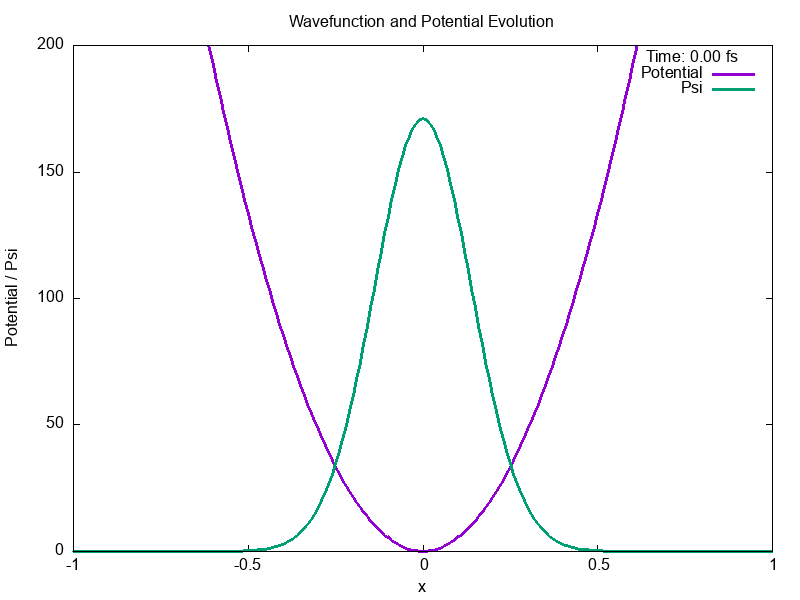 Wavefunction and Potential Evolution
Time: 0.00 fs
Potential
Psi
200
150
100
50
0
Potential / Psi
-1
-0.5
0
0.5
1
x